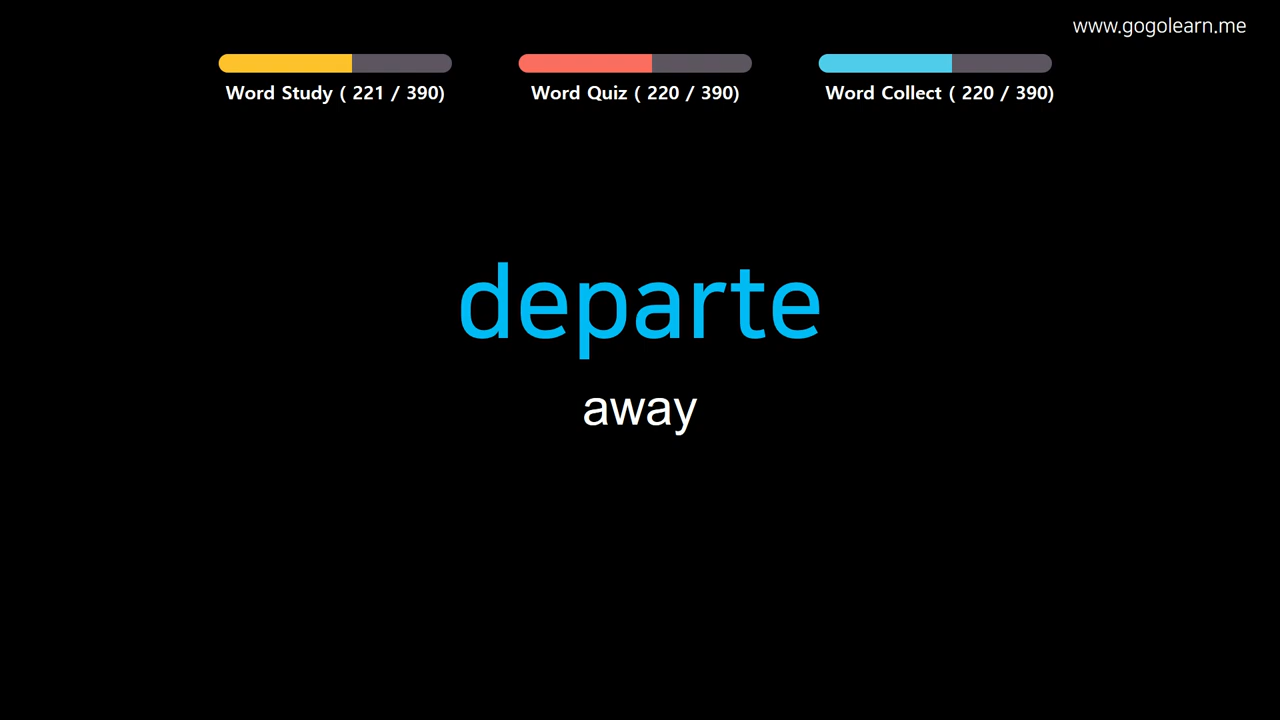 www.gogolearn.me
Word Study ( 221 / 390)
Word Quiz ( 220 / 390)
Word Collect ( 220 / 390)
departe
away